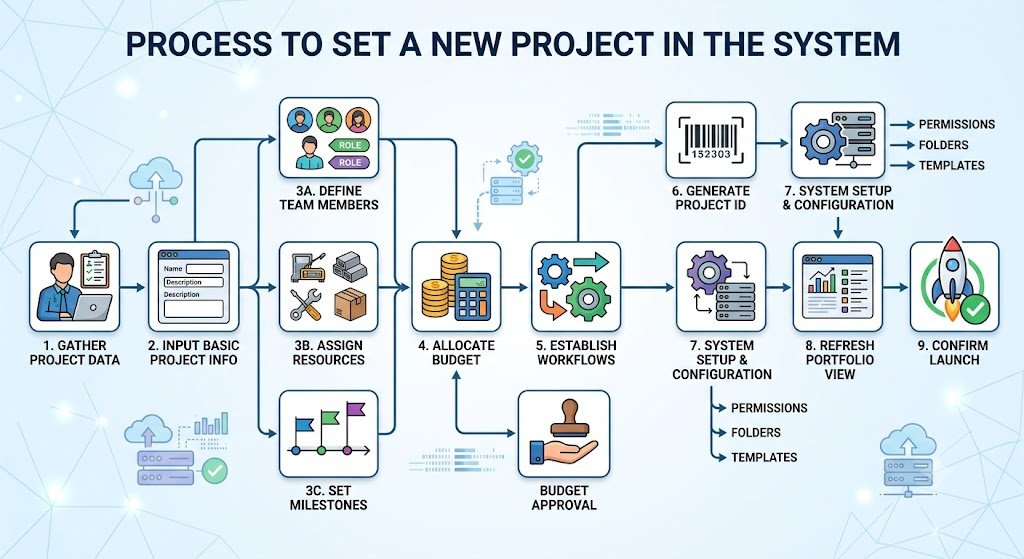 PROCESS TO SET A NEW PROJECT IN THE SYSTEM
ROLE
ROLE
3A. DEFINE
TEAM MEMBERS
152303
6. GENERATE
PROJECT ID
7. SYSTEM SETUP
& CONFIGURATION
PERMISSIONS
FOLDERS
TEMPLATES
1. GATHER
PROJECT DATA
Name
Description
Description
2. INPUT BASIC
PROJECT INFO
3B. ASSIGN
RESOURCES
4. ALLOCATE
BUDGET
5. ESTABLISH
WORKFLOWS
7. SYSTEM
SETUP &
CONFIGURATION
PERMISSIONS
FOLDERS
TEMPLATES
8. REFRESH
PORTFOLIO
VIEW
9. CONFIRM
LAUNCH
3C. SET
MILESTONES
BUDGET
APPROVAL